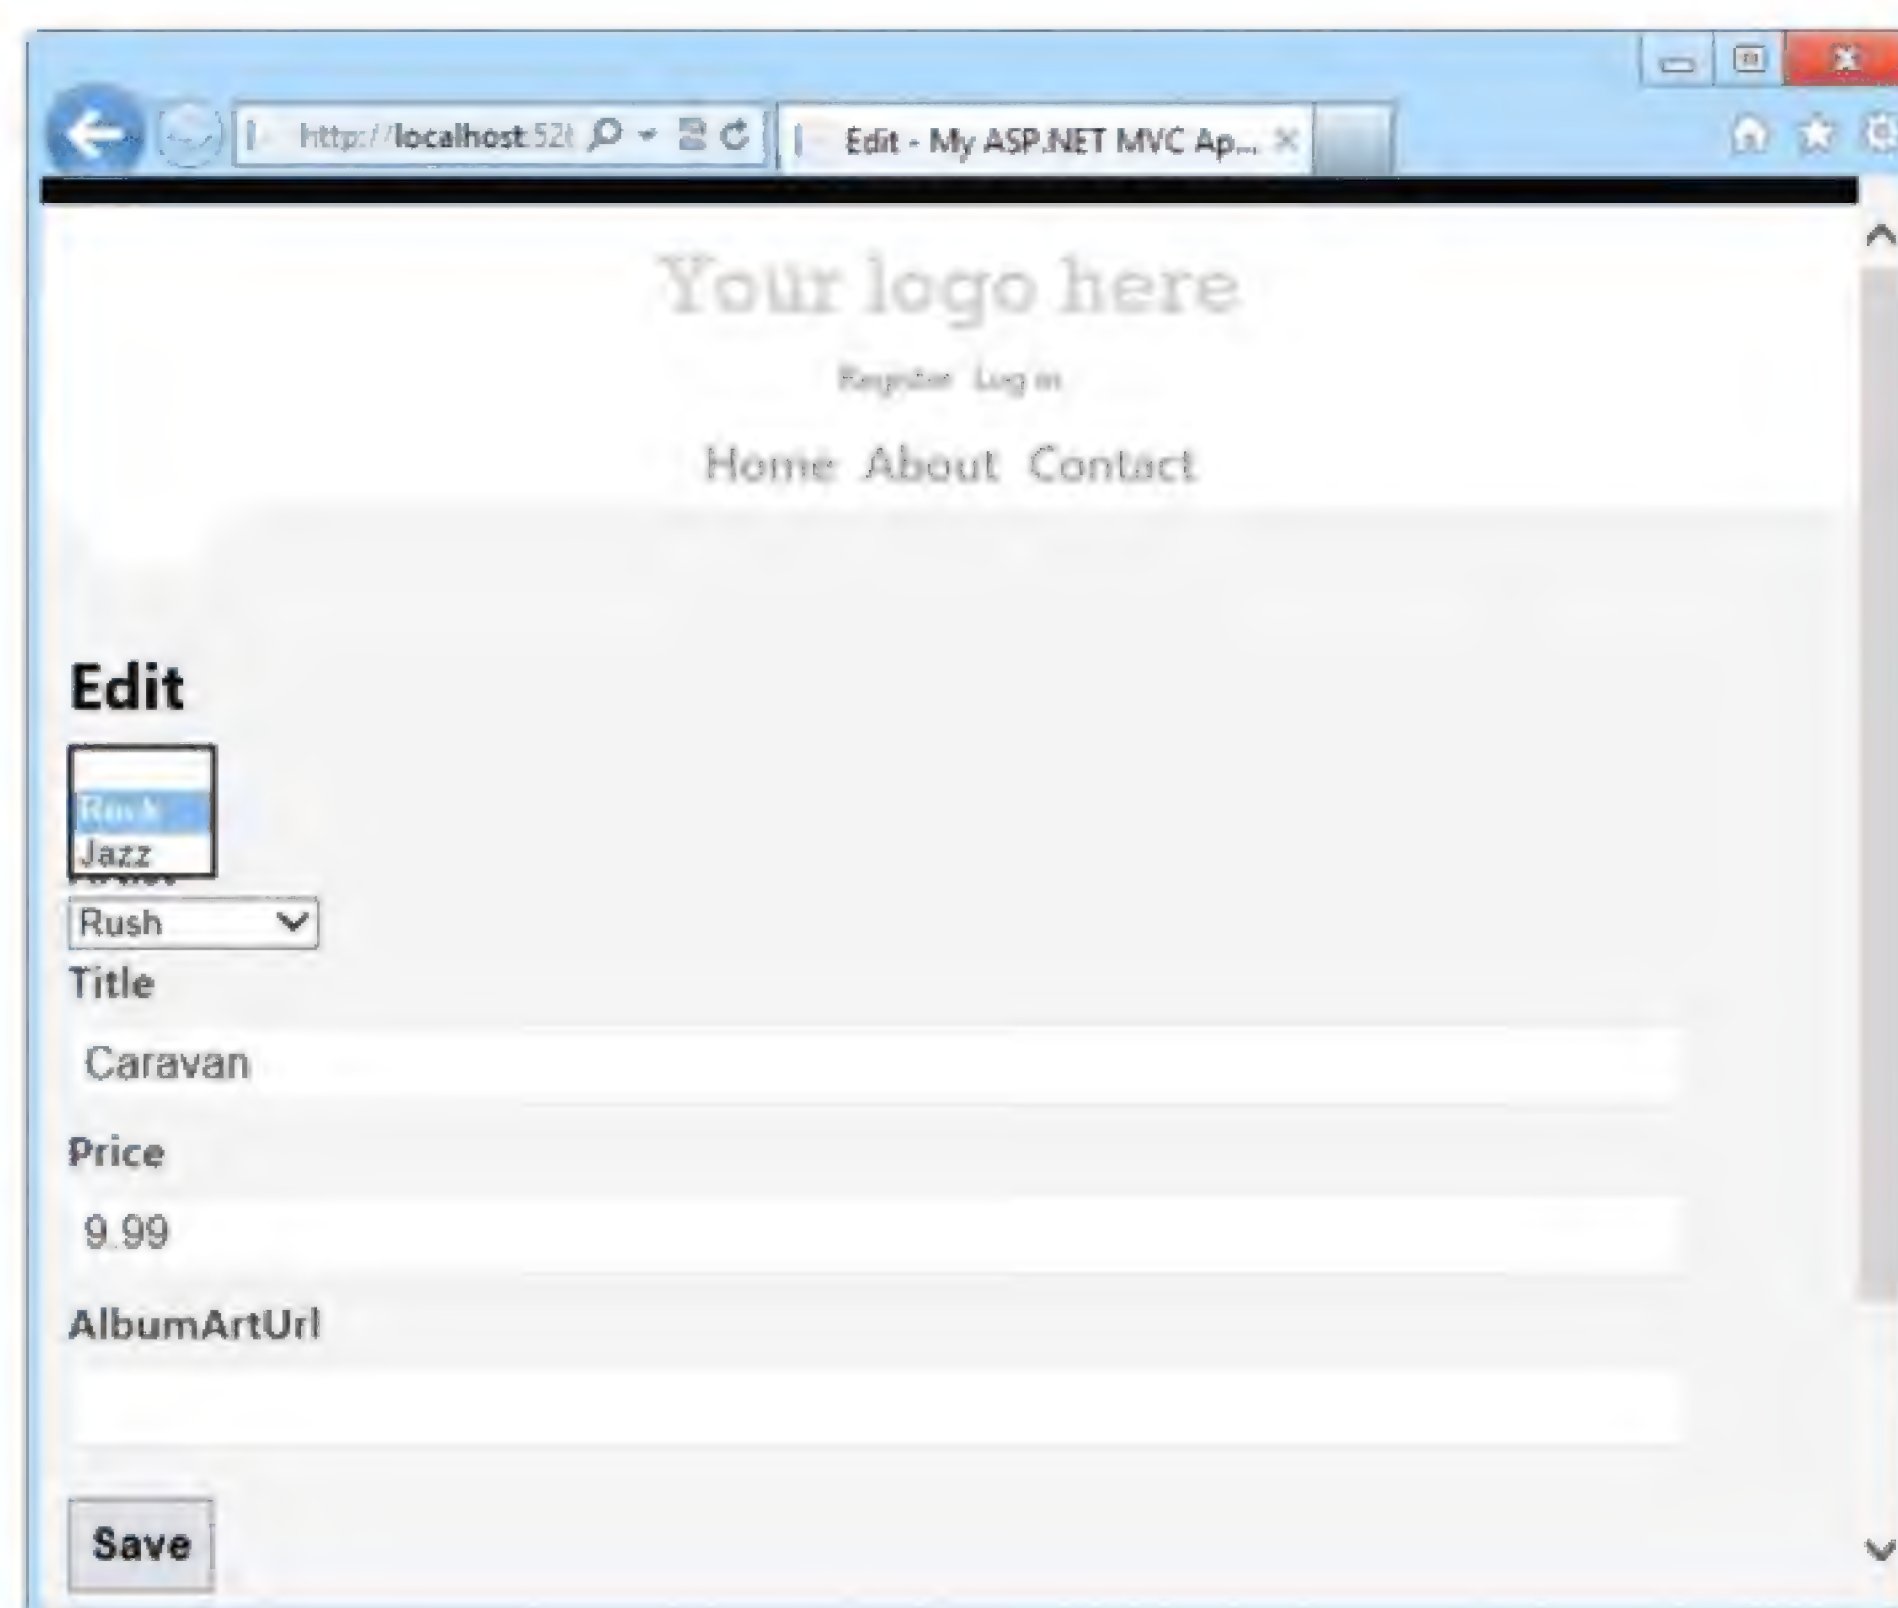 http://localhost:526
Edit - My ASP.NET MVC Ap...
Your logo here
Register Log in
Home About Contact
Edit
Rock
Jazz
Rush
Title
Caravan
Price
9.99
AlbumArtUrl
Save